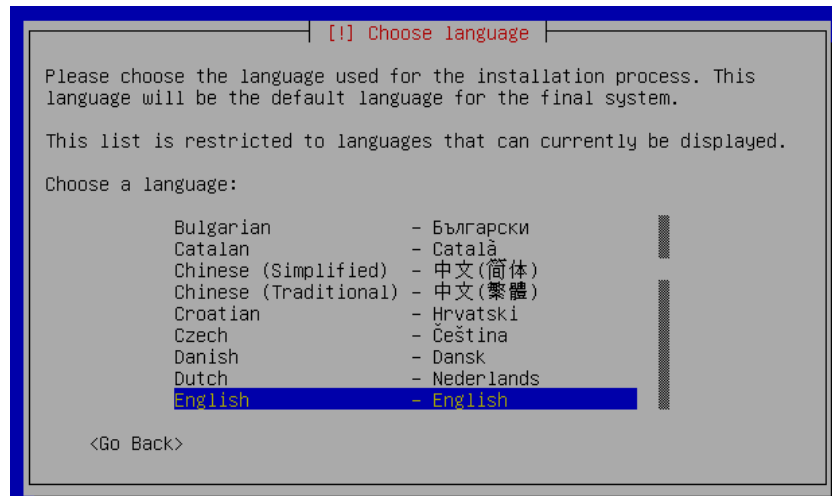 [!] Choose language
Please choose the language used for the installation process. This
language will be the default language for the final system.
This list is restricted to languages that can currently be displayed.
Choose a language:
Bulgarian - Български
Catalan - Català
Chinese (Simplified) - 中文(简体)
Chinese (Traditional) - 中文(繁體)
Croatian - Hrvatski
Czech - Čeština
Danish - Dansk
Dutch - Nederlands
English - English
<Go Back>